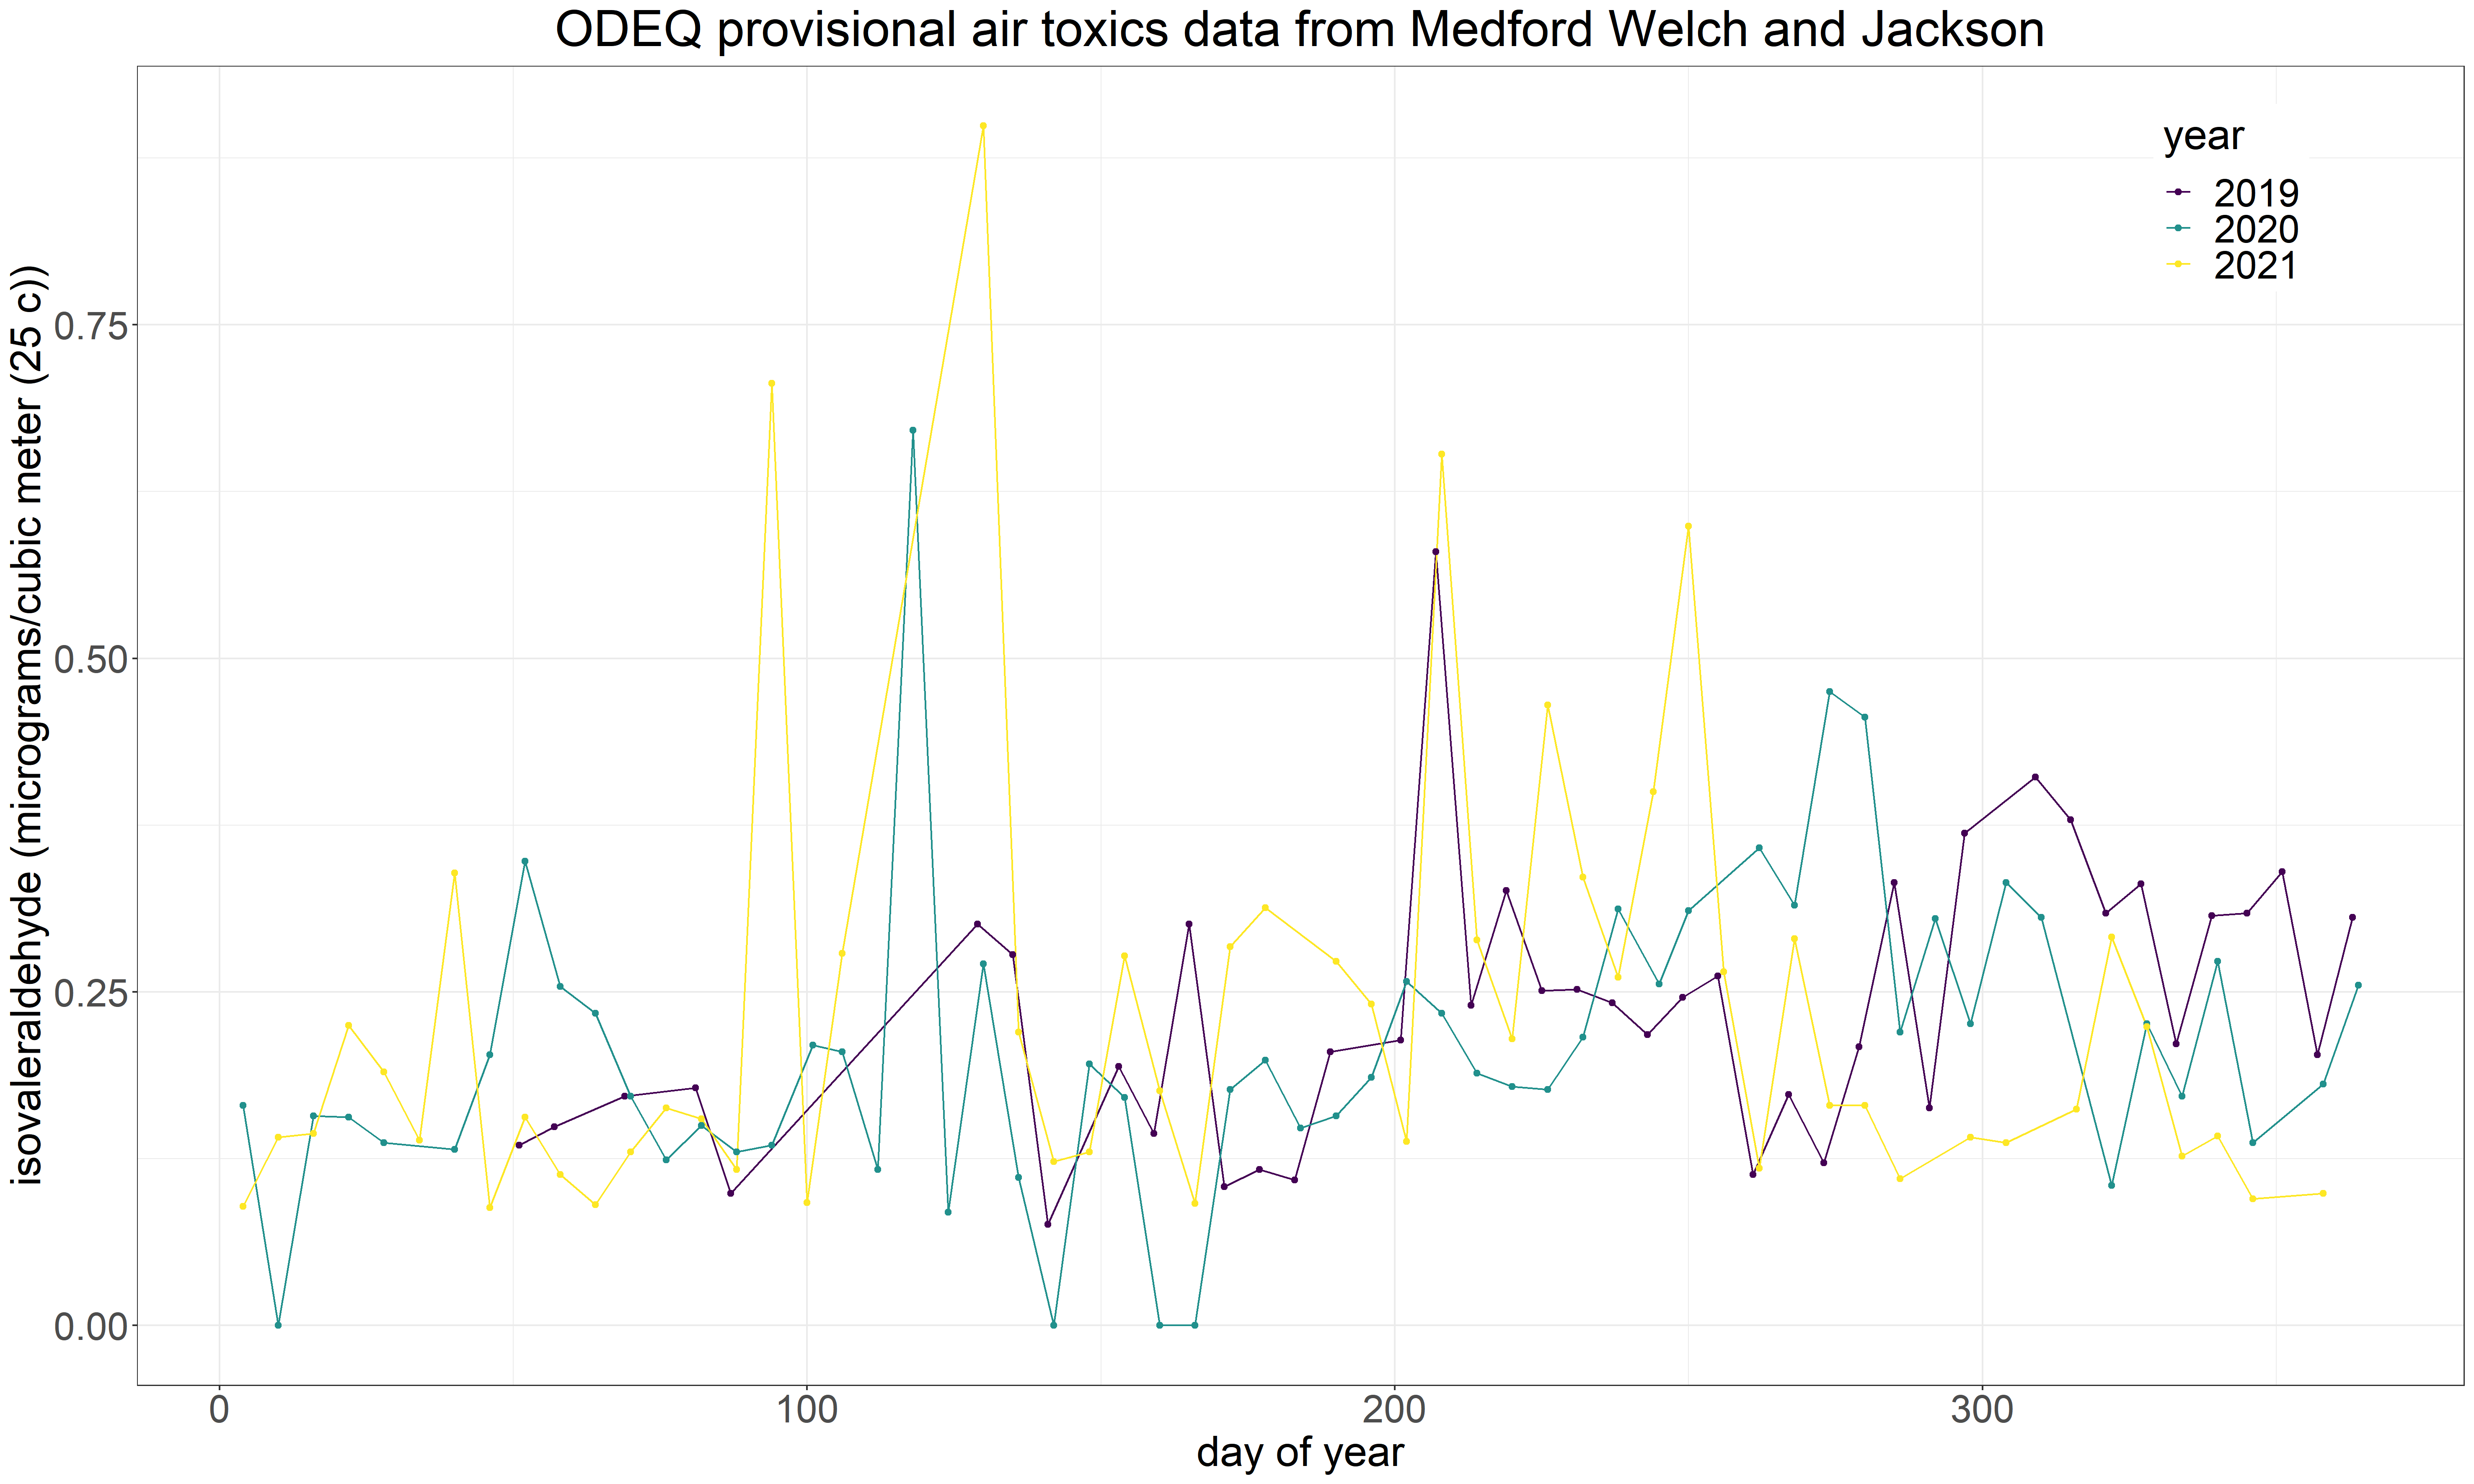 ODEQ provisional air toxics data from Medford Welch and Jackson
isovaleraldehyde (micrograms/cubic meter (25 c))
year
2019
2020
2021
0.75
0.50
0.25
0.00
0 100 200 300
day of year